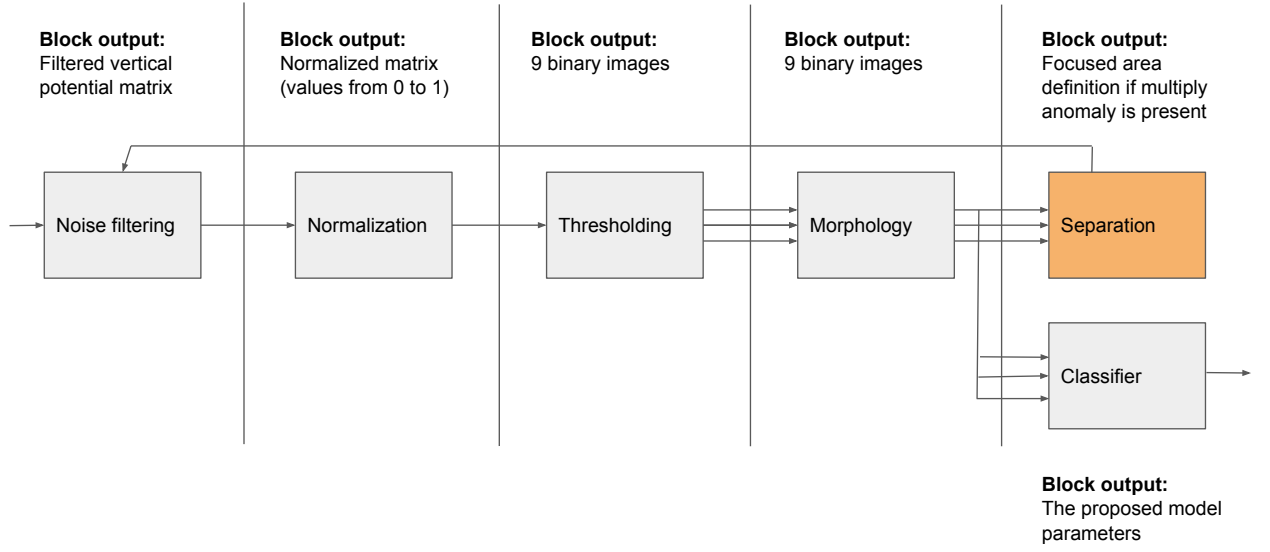 Block output:
Filtered vertical
potential matrix
Block output:
Normalized matrix
(values from 0 to 1)
Block output:
9 binary images
Block output:
9 binary images
Block output:
Focused area
definition if multiply
anomaly is present
Noise filtering
Normalization
Thresholding
Morphology
Separation
Classifier
Block output:
The proposed model
parameters